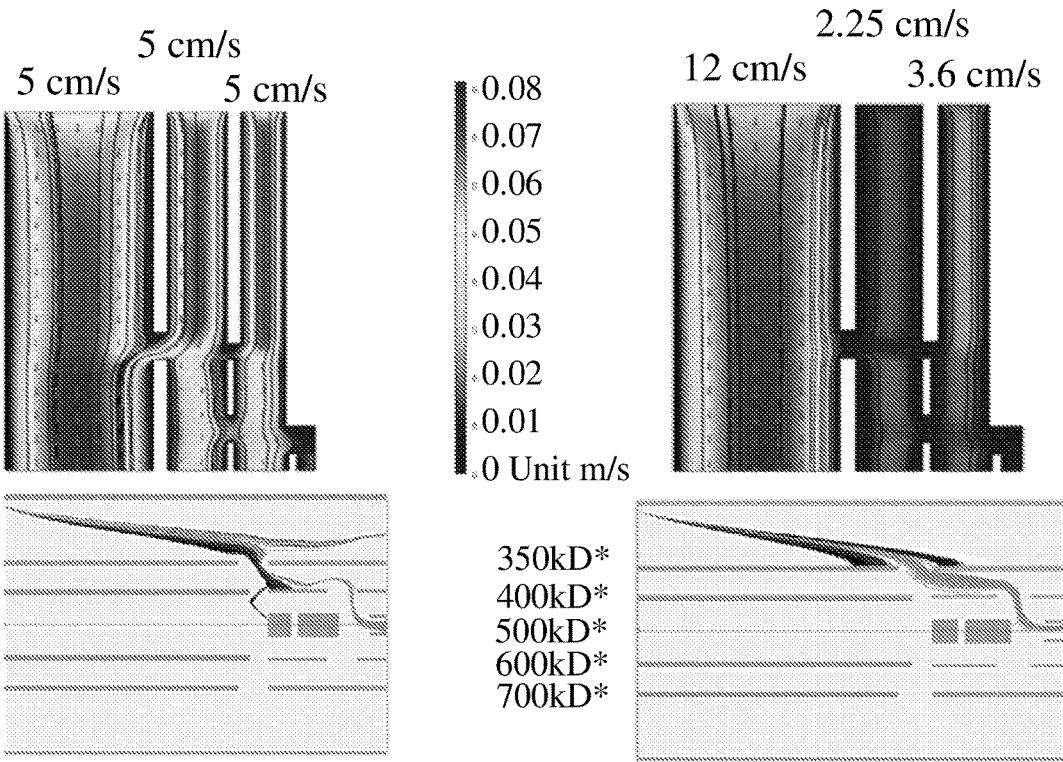 5 cm/s
5 cm/s
5 cm/s
0.08
0.07
0.06
0.05
0.04
0.03
0.02
0.01
0 Unit m/s
2.25 cm/s
12 cm/s
3.6 cm/s
350kD*
400kD*
500kD*
600kD*
700kD*